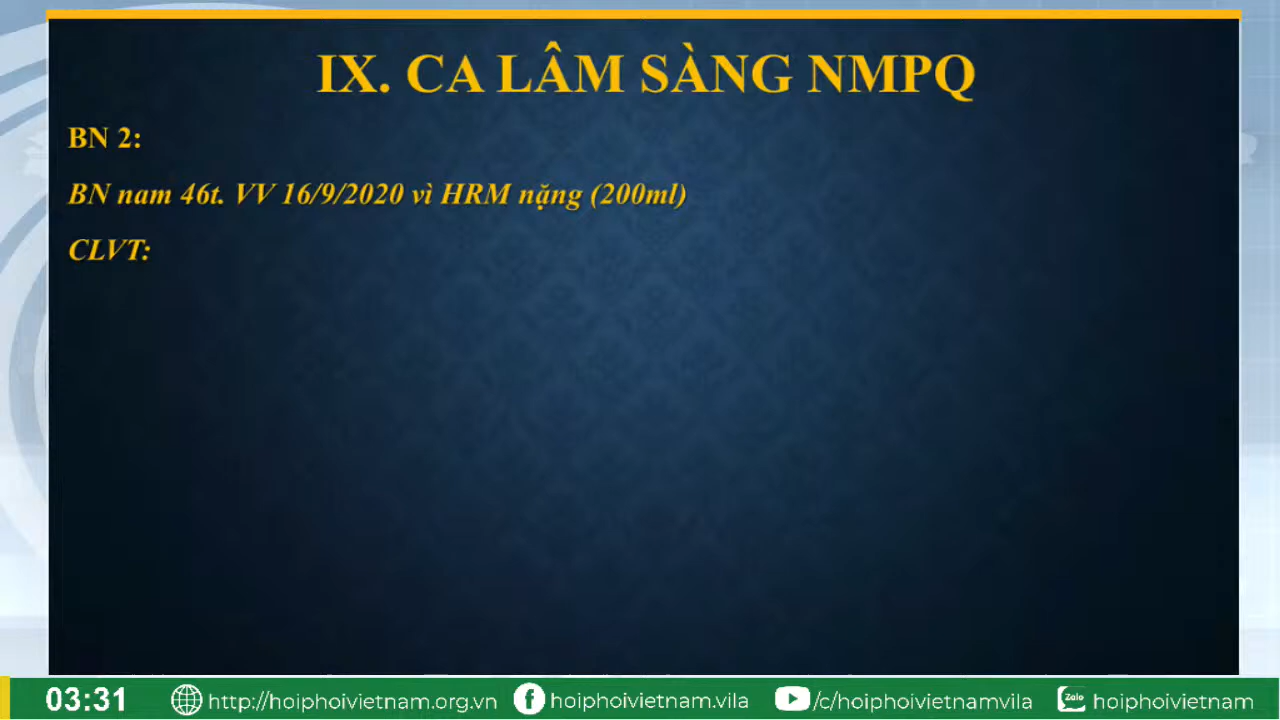 IX. CA LÂM SÀNG NMPQ
BN 2:
BN nam 46t. VV 16/9/2020 vì HRM nặng (200ml)
CLVT:
03:31 http://hoiphoivietnam.org.vn hoiphoivietnam.vila /c/hoiphoivietnamvila Zalo hoiphoivietnam